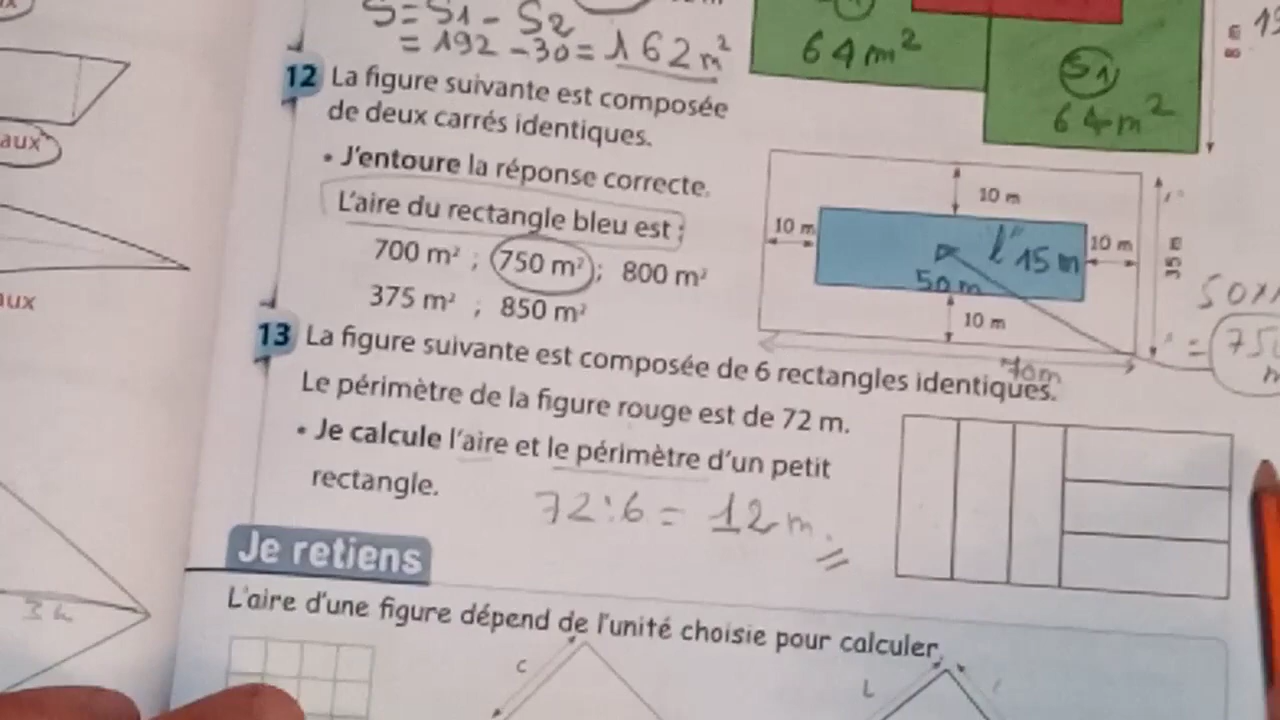 S = S1 - S2
= 192 - 30 = 162 m²
64 m²
S1
64 m²
12 La figure suivante est composée
de deux carrés identiques.
• J'entoure la réponse correcte.
L'aire du rectangle bleu est :
700 m² ; 750 m² ; 800 m²
375 m² ; 850 m²
10 m
10 m
10 m
10 m
15 m
50 m
35 m
70m
= 75
13 La figure suivante est composée de 6 rectangles identiques.
Le périmètre de la figure rouge est de 72 m.
• Je calcule l'aire et le périmètre d'un petit
rectangle.
72 : 6 = 12 m
Je retiens
L'aire d'une figure dépend de l'unité choisie pour calculer.
C
L
aux
aux